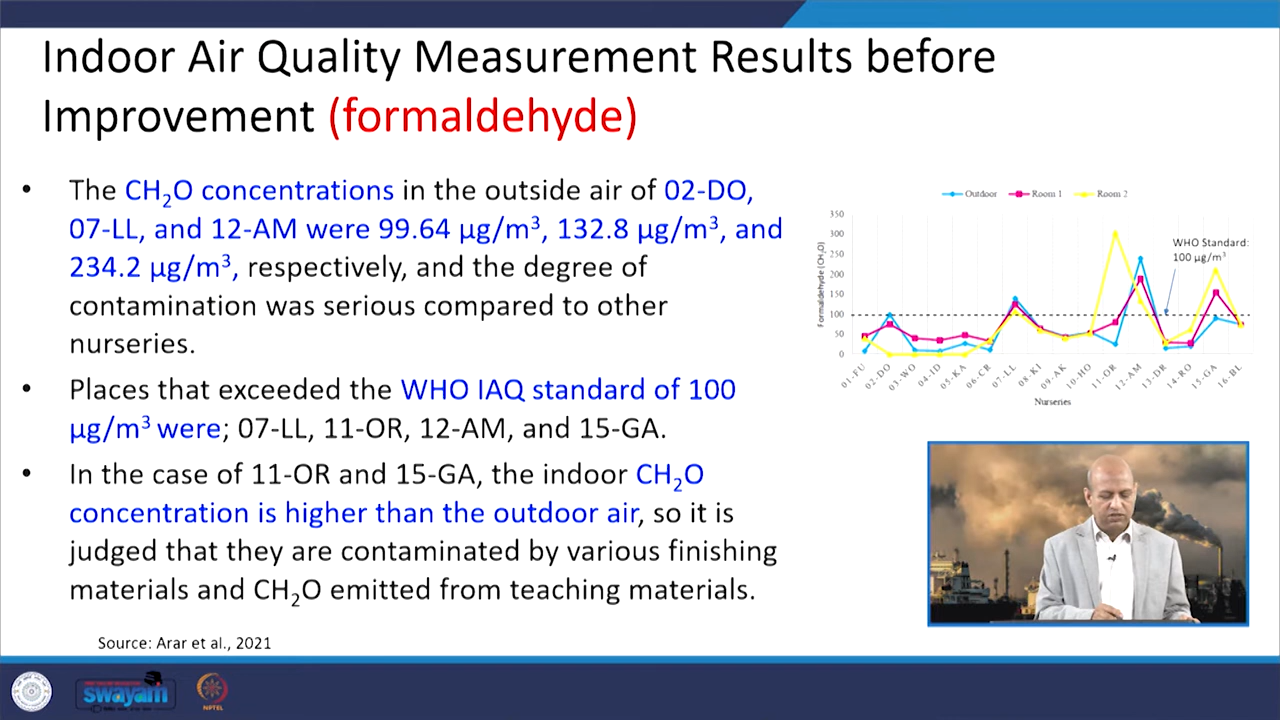 Indoor Air Quality Measurement Results before
Improvement (formaldehyde)
• The CH₂O concentrations in the outside air of 02-DO,
07-LL, and 12-AM were 99.64 µg/m³, 132.8 µg/m³, and
234.2 µg/m³, respectively, and the degree of
contamination was serious compared to other
nurseries.
• Places that exceeded the WHO IAQ standard of 100
µg/m³ were; 07-LL, 11-OR, 12-AM, and 15-GA.
• In the case of 11-OR and 15-GA, the indoor CH₂O
concentration is higher than the outdoor air, so it is
judged that they are contaminated by various finishing
materials and CH₂O emitted from teaching materials.
Source: Arar et al., 2021
Outdoor Room 1 Room 2
Formaldehyde (CH₂O)
350
300
250
200
150
100
50
0
WHO Standard:
100 µg/m³
01-FU 02-DO 03-WO 04-ID 05-KA 06-CR 07-LL 08-KI 09-AK 10-HO 11-OR 12-AM 13-DR 14-RO 15-GA 16-BL
Nurseries
swayam
NPTEL